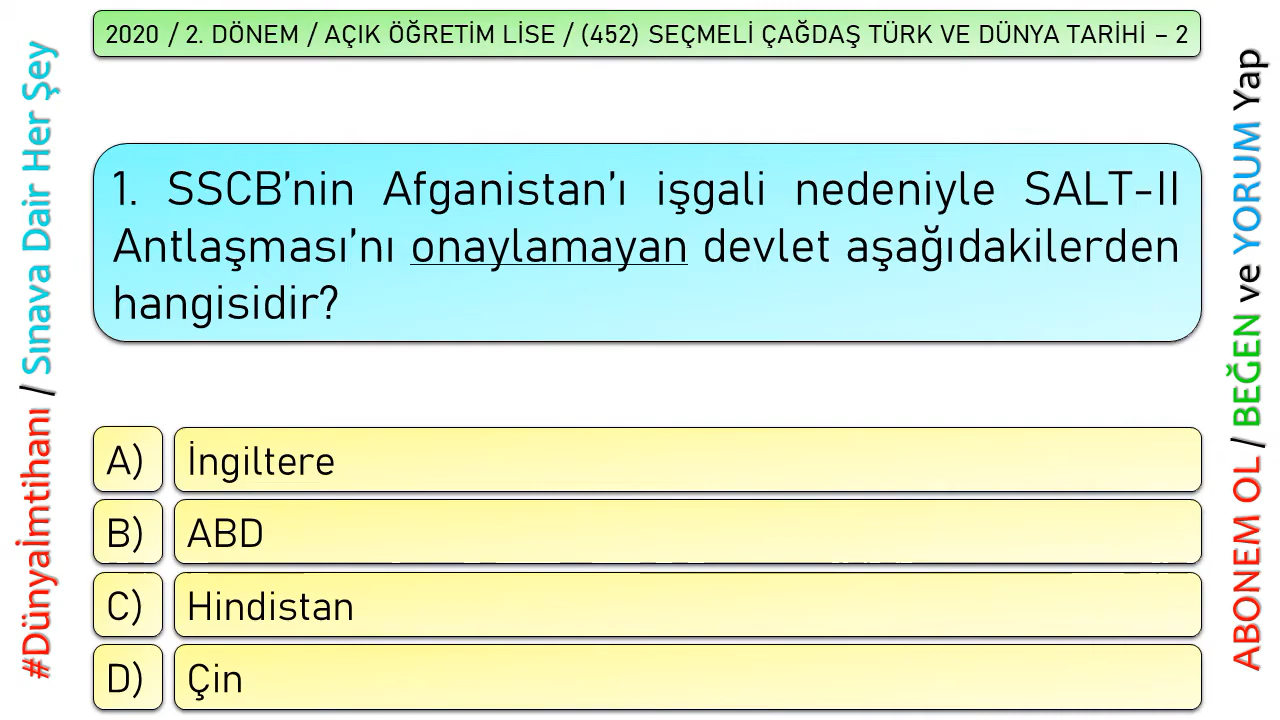 2020 / 2. DÖNEM / AÇIK ÖĞRETİM LİSE / (452) SEÇMELİ ÇAĞDAŞ TÜRK VE DÜNYA TARİHİ – 2
#Dünyaİmtihanı / Sınava Dair Her Şey
1. SSCB’nin Afganistan’ı işgali nedeniyle SALT-II
Antlaşması’nı onaylamayan devlet aşağıdakilerden
hangisidir?
A) İngiltere
B) ABD
C) Hindistan
D) Çin
ABONEM OL / BEĞEN ve YORUM Yap